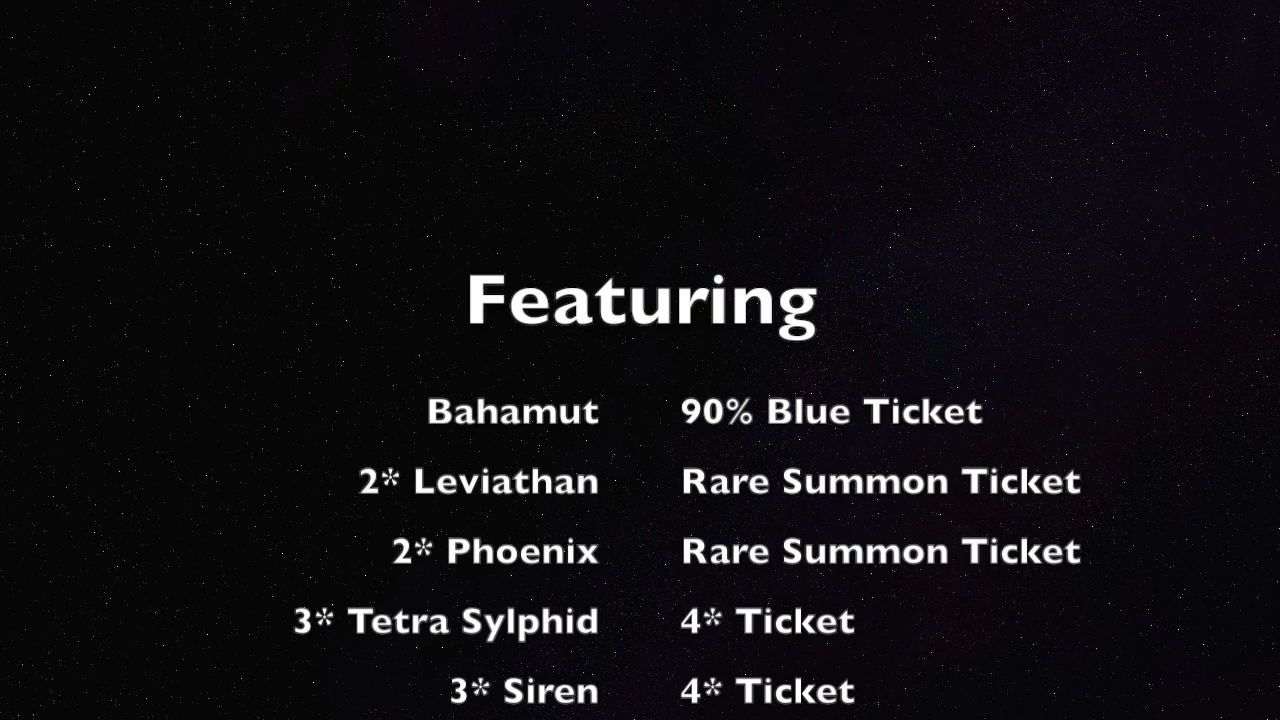 Featuring
Bahamut 90% Blue Ticket
2* Leviathan Rare Summon Ticket
2* Phoenix Rare Summon Ticket
3* Tetra Sylphid 4* Ticket
3* Siren 4* Ticket